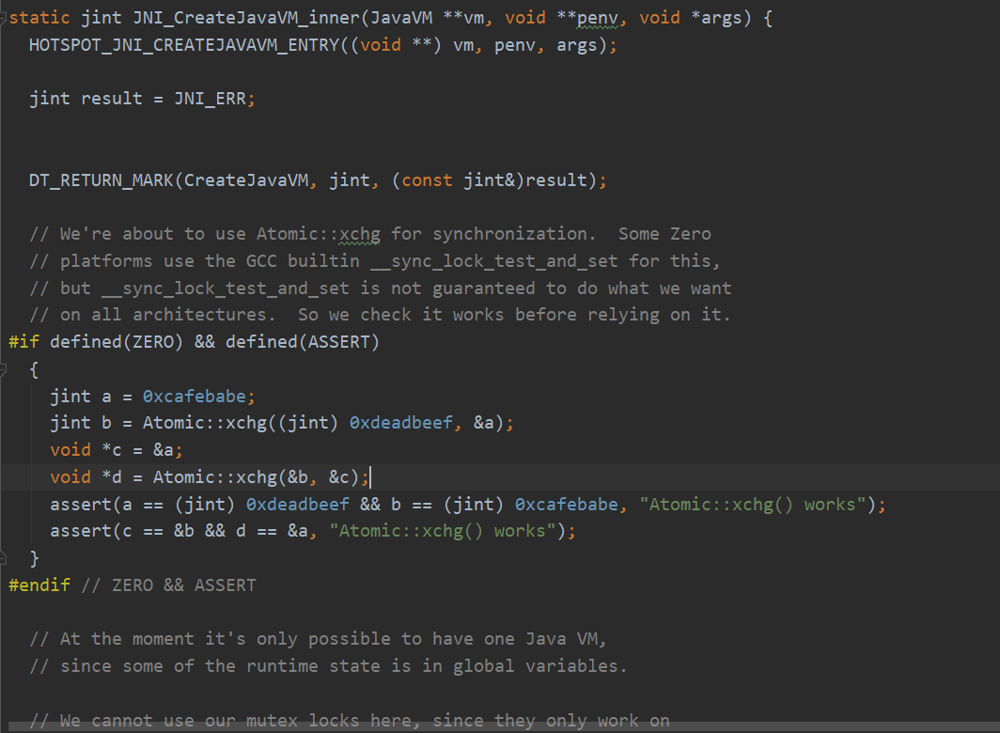 static jint JNI_CreateJavaVM_inner(JavaVM **vm, void **penv, void *args) {
  HOTSPOT_JNI_CREATEJAVAVM_ENTRY((void **) vm, penv, args);

  jint result = JNI_ERR;


  DT_RETURN_MARK(CreateJavaVM, jint, (const jint&)result);

  // We're about to use Atomic::xchg for synchronization.  Some Zero
  // platforms use the GCC builtin __sync_lock_test_and_set for this,
  // but __sync_lock_test_and_set is not guaranteed to do what we want
  // on all architectures.  So we check it works before relying on it.
#if defined(ZERO) && defined(ASSERT)
  {
    jint a = 0xcafebabe;
    jint b = Atomic::xchg((jint) 0xdeadbeef, &a);
    void *c = &a;
    void *d = Atomic::xchg(&b, &c);
    assert(a == (jint) 0xdeadbeef && b == (jint) 0xcafebabe, "Atomic::xchg() works");
    assert(c == &b && d == &a, "Atomic::xchg() works");
  }
#endif // ZERO && ASSERT

  // At the moment it's only possible to have one Java VM,
  // since some of the runtime state is in global variables.

  // We cannot use our mutex locks here, since they only work on